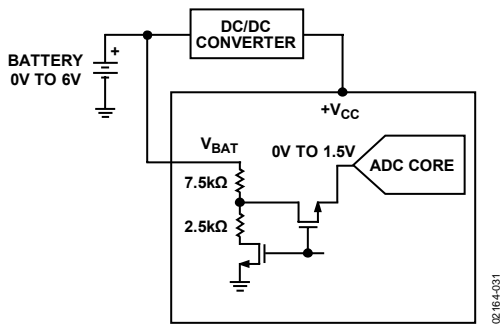 DC/DC
CONVERTER
BATTERY
0V TO 6V
+
+VCC
VBAT
0V TO 1.5V
ADC CORE
7.5kΩ
2.5kΩ
02164-031